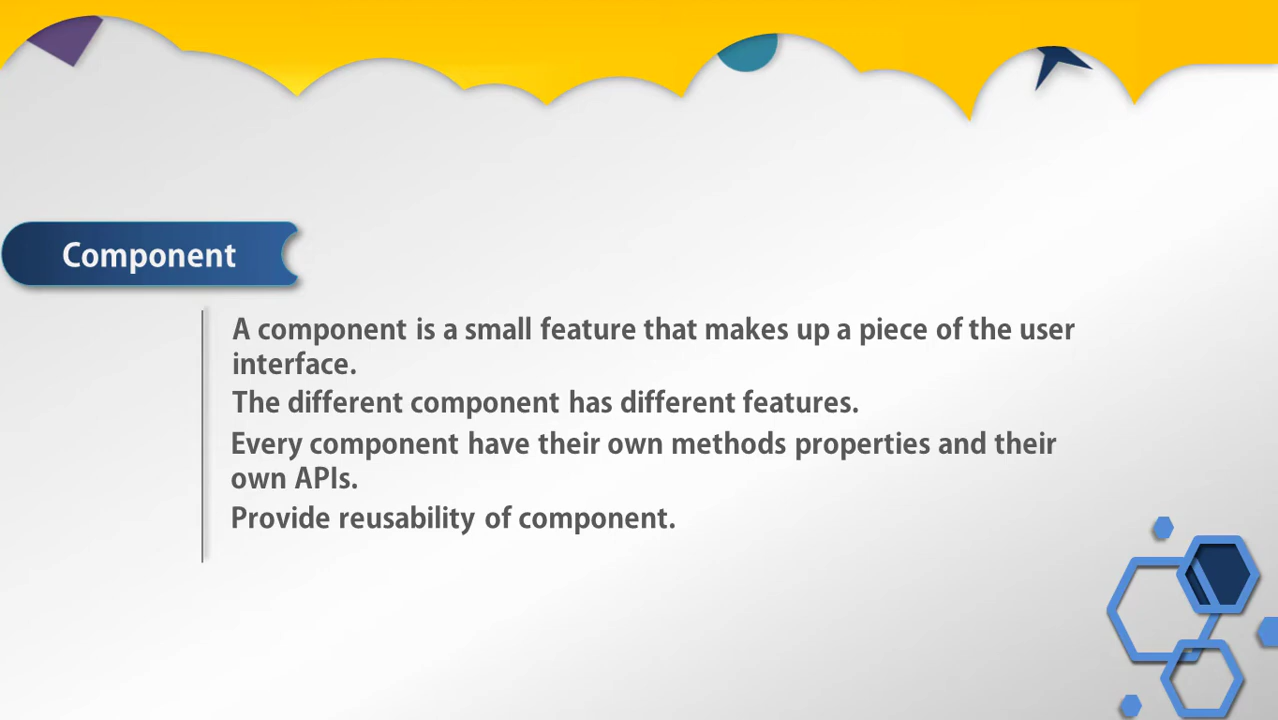 Component
A component is a small feature that makes up a piece of the user
interface.
The different component has different features.
Every component have their own methods properties and their
own APIs.
Provide reusability of component.